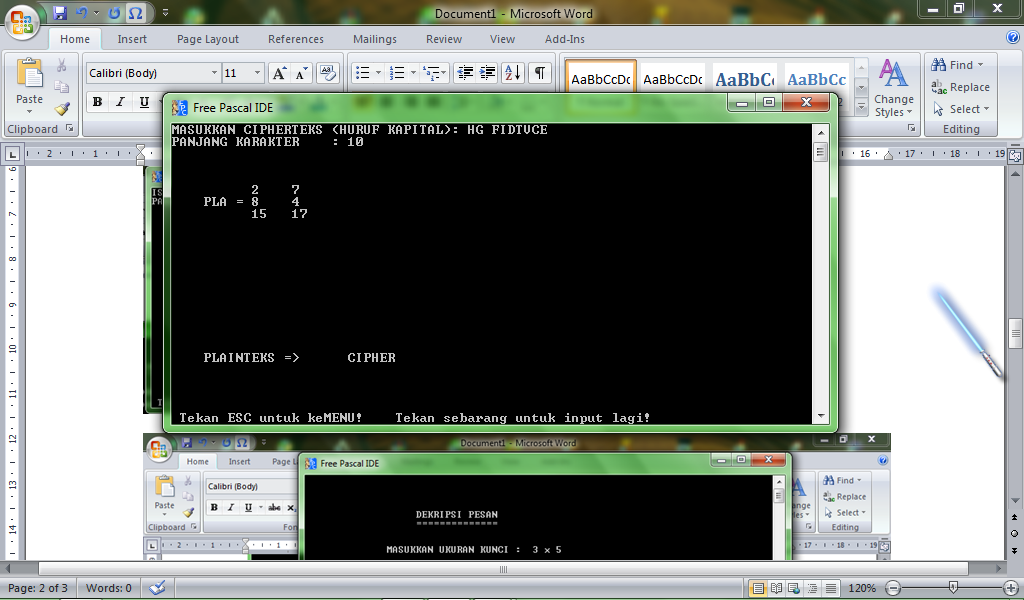 Document1 - Microsoft Word
Home Insert Page Layout References Mailings Review View Add-Ins
Calibri (Body) 11
AaBbCcDc AaBbCcDc AaBbCc AaBbCc
Paste
B I U
Clipboard
Change
Styles
Find
Replace
Select
Editing
Free Pascal IDE
MASUKKAN CIPHERTEKS (HURUF KAPITAL): HG FIDTVCE
PANJANG KARAKTER : 10
2 7
PLA = 8 4
15 17
PLAINTEKS => CIPHER
Tekan ESC untuk keMENU! Tekan sebarang untuk input lagi!
Document1 - Microsoft Word
Home Insert Page L
Calibri (Body)
Paste
B I U abc x
Clipboard
Fon
Find
Replace
Select
Editing
Free Pascal IDE
DEKRIPSI PESAN
==============
MASUKKAN UKURAN KUNCI : 3 x 5
Page: 2 of 3 Words: 0 120%